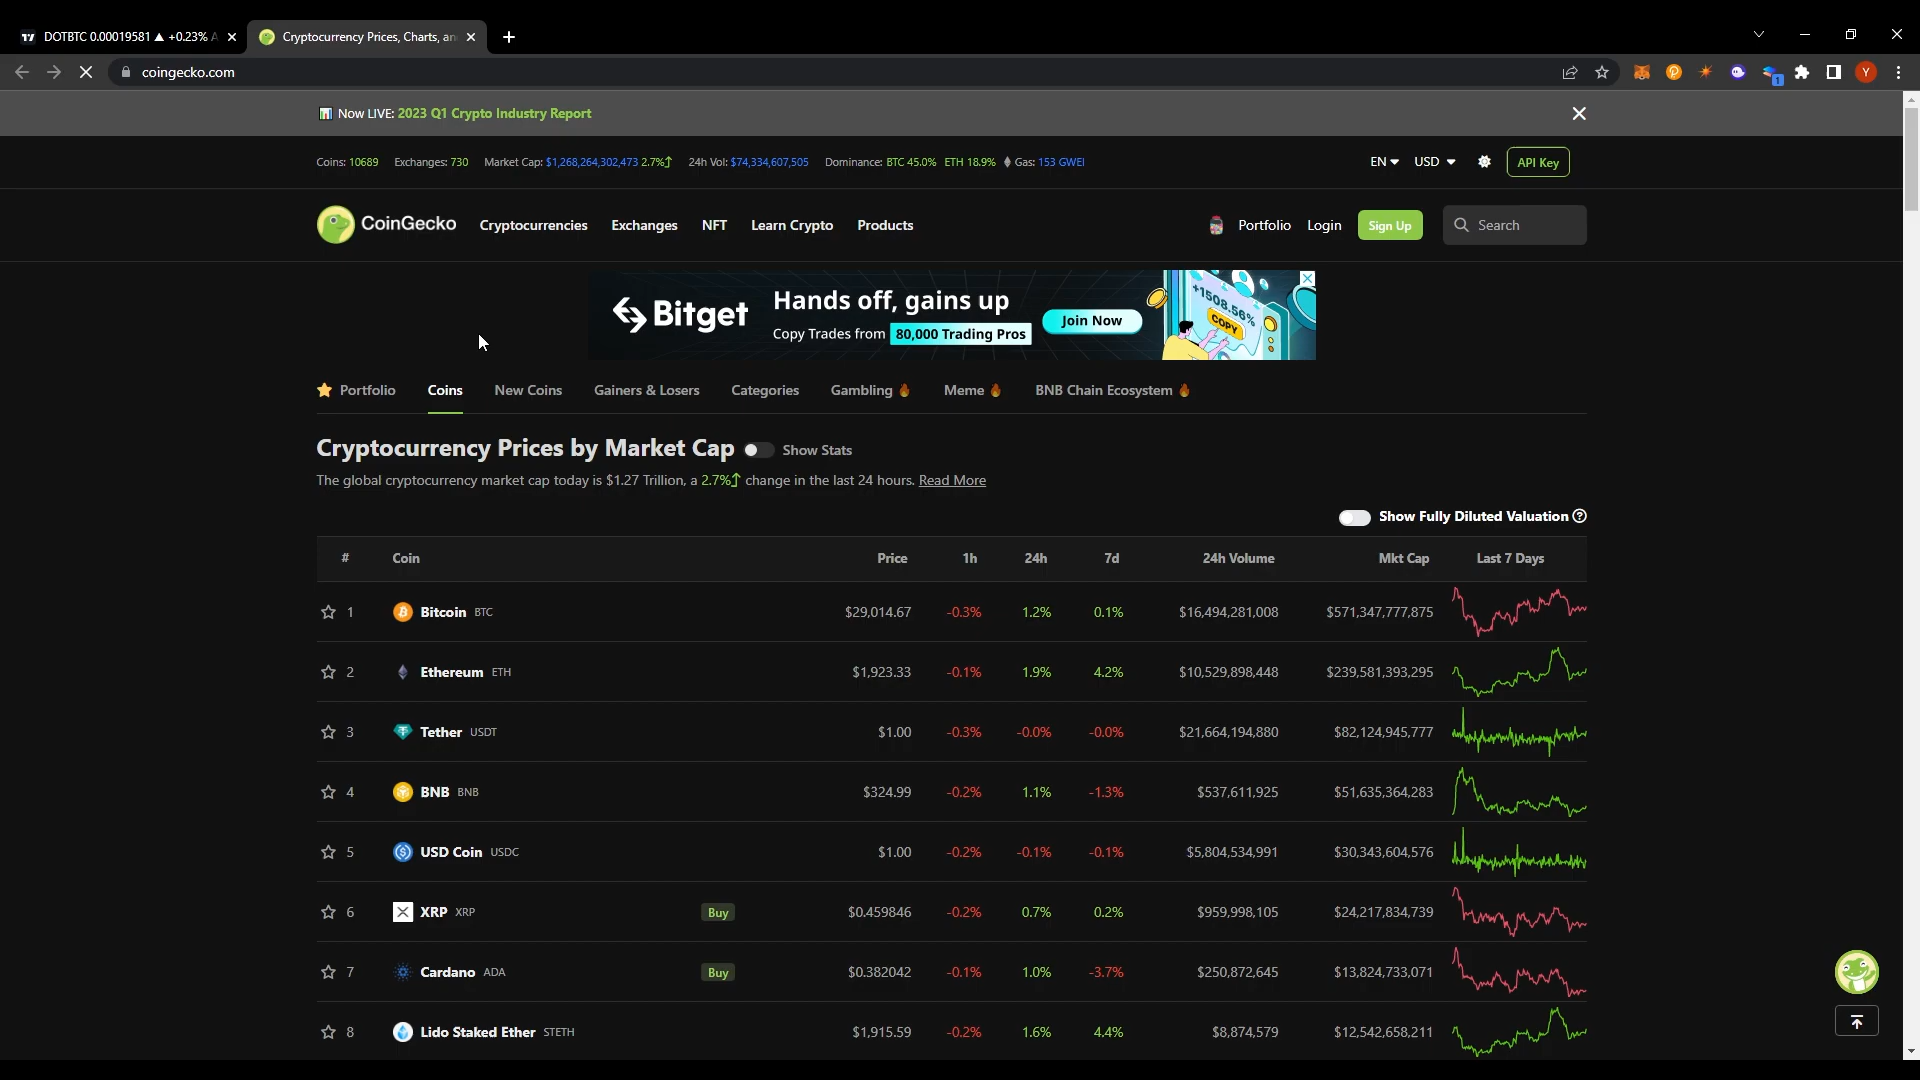 DOTBTC 0.00019581 ▲ +0.23%
Cryptocurrency Prices, Charts, an
coingecko.com
1
Y
Now LIVE: 2023 Q1 Crypto Industry Report
Coins: 10689 Exchanges: 730 Market Cap: $1,268,264,302,473 2.7% 24h Vol: $74,334,607,505 Dominance: BTC 45.0% ETH 18.9% Gas: 153 GWEI
EN USD API Key
CoinGecko Cryptocurrencies Exchanges NFT Learn Crypto Products Portfolio Login Sign Up Search
Bitget
Hands off, gains up
Copy Trades from 80,000 Trading Pros
Join Now
+1508.56%
COPY
Portfolio Coins New Coins Gainers & Losers Categories Gambling Meme BNB Chain Ecosystem
Cryptocurrency Prices by Market Cap Show Stats
The global cryptocurrency market cap today is $1.27 Trillion, a 2.7% change in the last 24 hours. Read More
Show Fully Diluted Valuation
# Coin Price 1h 24h 7d 24h Volume Mkt Cap Last 7 Days
1 Bitcoin BTC $29,014.67 -0.3% 1.2% 0.1% $16,494,281,008 $571,347,777,875
2 Ethereum ETH $1,923.33 -0.1% 1.9% 4.2% $10,529,898,448 $239,581,393,295
3 Tether USDT $1.00 -0.3% -0.0% -0.0% $21,664,194,880 $82,124,945,777
4 BNB BNB $324.99 -0.2% 1.1% -1.3% $537,611,925 $51,635,364,283
5 USD Coin USDC $1.00 -0.2% -0.1% -0.1% $5,804,534,991 $30,343,604,576
6 XRP XRP Buy $0.459846 -0.2% 0.7% 0.2% $959,998,105 $24,217,834,739
7 Cardano ADA Buy $0.382042 -0.1% 1.0% -3.7% $250,872,645 $13,824,733,071
8 Lido Staked Ether STETH $1,915.59 -0.2% 1.6% 4.4% $8,874,579 $12,542,658,211